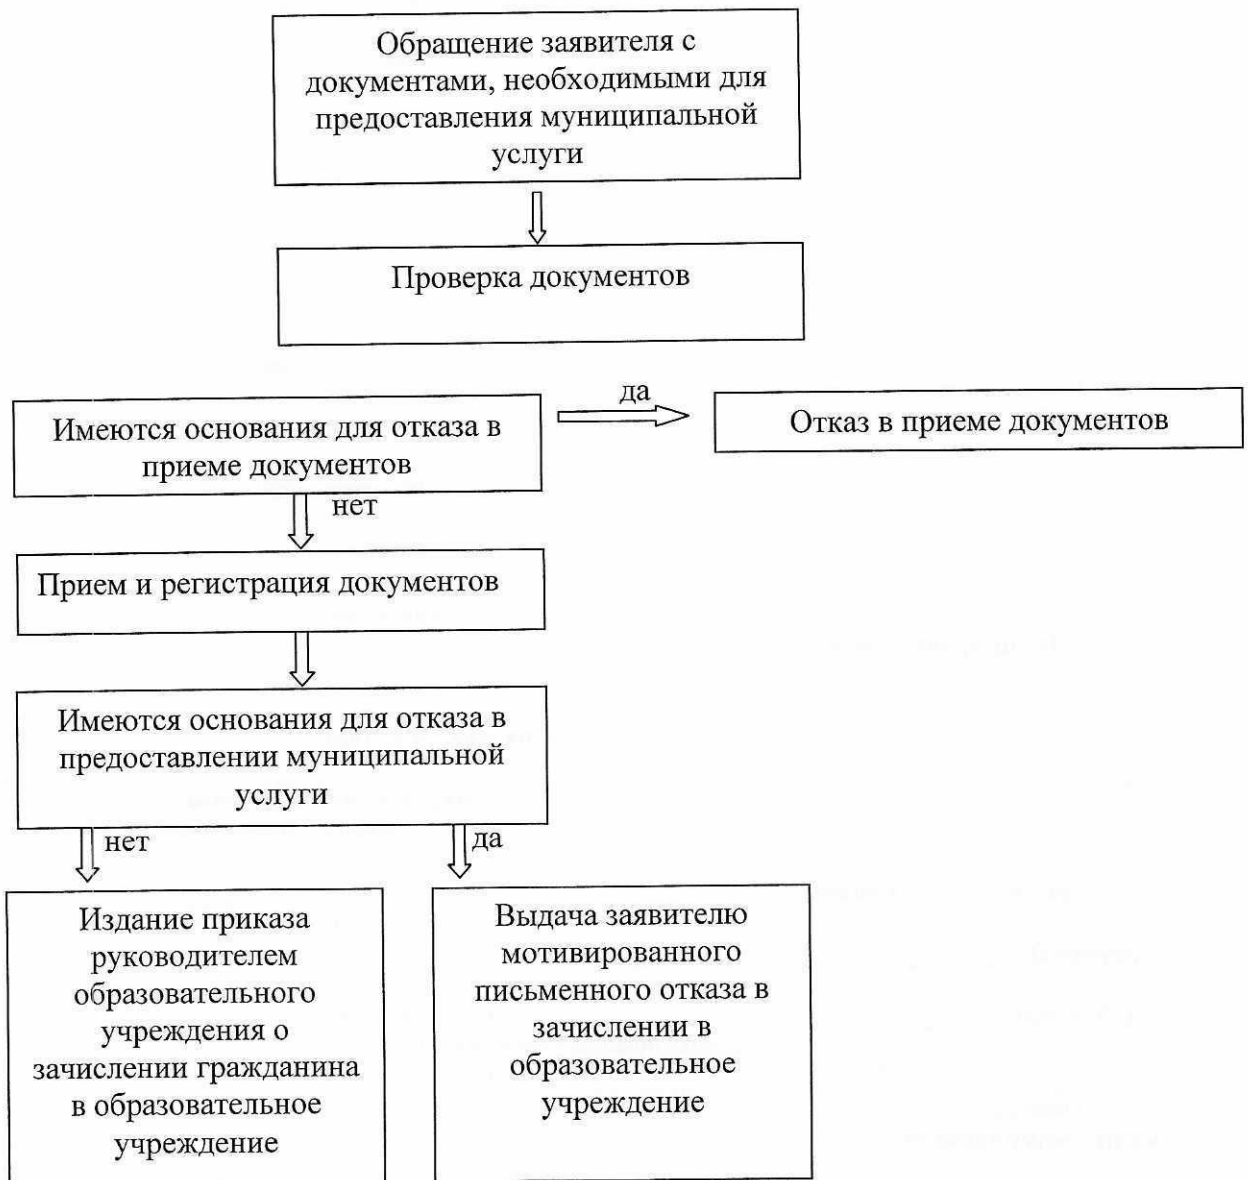 Обращение заявителя с
документами, необходимыми для
предоставления муниципальной
услуги
Проверка документов
да
Имеются основания для отказа в
приеме документов
Отказ в приеме документов
нет
Прием и регистрация документов
Имеются основания для отказа в
предоставлении муниципальной
услуги
нет
да
Издание приказа
руководителем
образовательного
учреждения о
зачислении гражданина
в образовательное
учреждение
Выдача заявителю
мотивированного
письменного отказа в
зачислении в
образовательное
учреждение